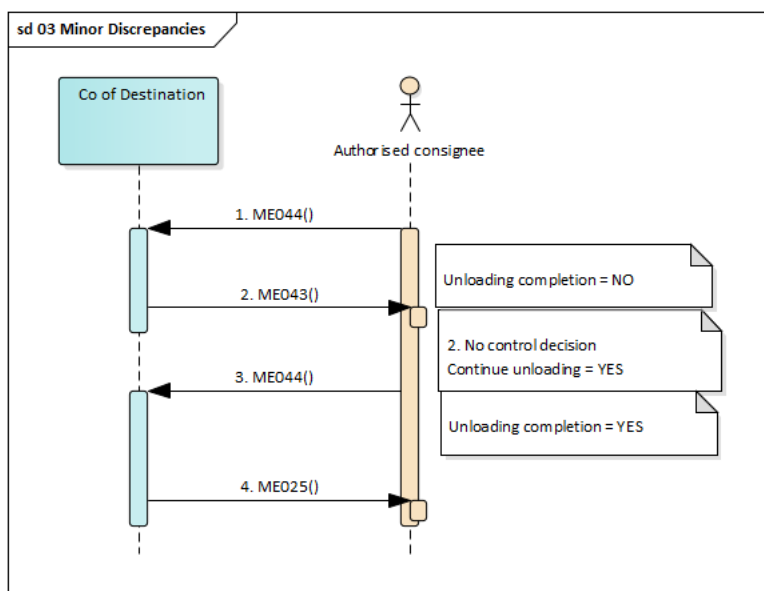 sd 03 Minor Discrepancies
Co of Destination
Authorised consignee
1. ME044()
Unloading completion = NO
2. ME043()
2. No control decision
Continue unloading = YES
3. ME044()
Unloading completion = YES
4. ME025()